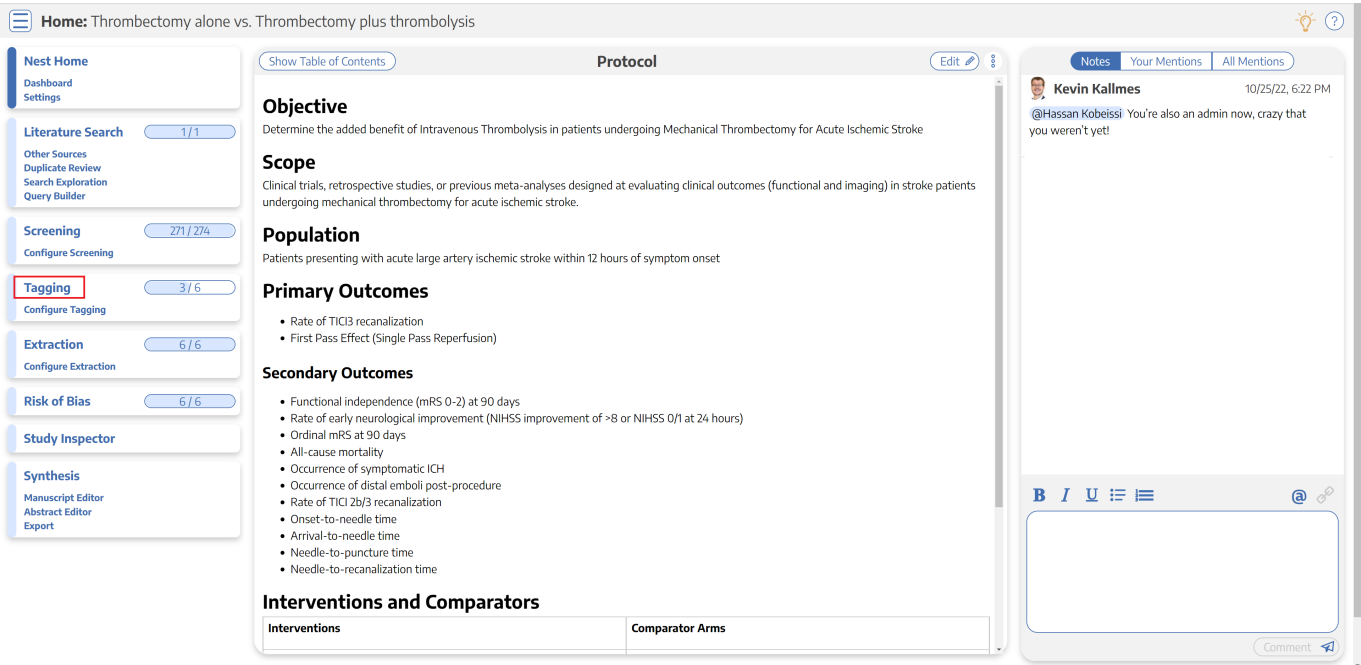 Home: Thrombectomy alone vs. Thrombectomy plus thrombolysis
?
Nest Home
Dashboard
Settings
Literature Search 1 / 1
Other Sources
Duplicate Review
Search Exploration
Query Builder
Screening 271 / 274
Configure Screening
Tagging 3 / 6
Configure Tagging
Extraction 6 / 6
Configure Extraction
Risk of Bias 6 / 6
Study Inspector
Synthesis
Manuscript Editor
Abstract Editor
Export
Show Table of Contents Protocol Edit
Objective
Determine the added benefit of Intravenous Thrombolysis in patients undergoing Mechanical Thrombectomy for Acute Ischemic Stroke
Scope
Clinical trials, retrospective studies, or previous meta-analyses designed at evaluating clinical outcomes (functional and imaging) in stroke patients
undergoing mechanical thrombectomy for acute ischemic stroke.
Population
Patients presenting with acute large artery ischemic stroke within 12 hours of symptom onset
Primary Outcomes
• Rate of TICI3 recanalization
• First Pass Effect (Single Pass Reperfusion)
Secondary Outcomes
• Functional independence (mRS 0-2) at 90 days
• Rate of early neurological improvement (NIHSS improvement of >8 or NIHSS 0/1 at 24 hours)
• Ordinal mRS at 90 days
• All-cause mortality
• Occurrence of symptomatic ICH
• Occurrence of distal emboli post-procedure
• Rate of TICI 2b/3 recanalization
• Onset-to-needle time
• Arrival-to-needle time
• Needle-to-puncture time
• Needle-to-recanalization time
Interventions and Comparators
Interventions Comparator Arms
Notes Your Mentions All Mentions
Kevin Kallmes 10/25/22, 6:22 PM
@Hassan Kobeissi You're also an admin now, crazy that
you weren't yet!
B I U @
Comment